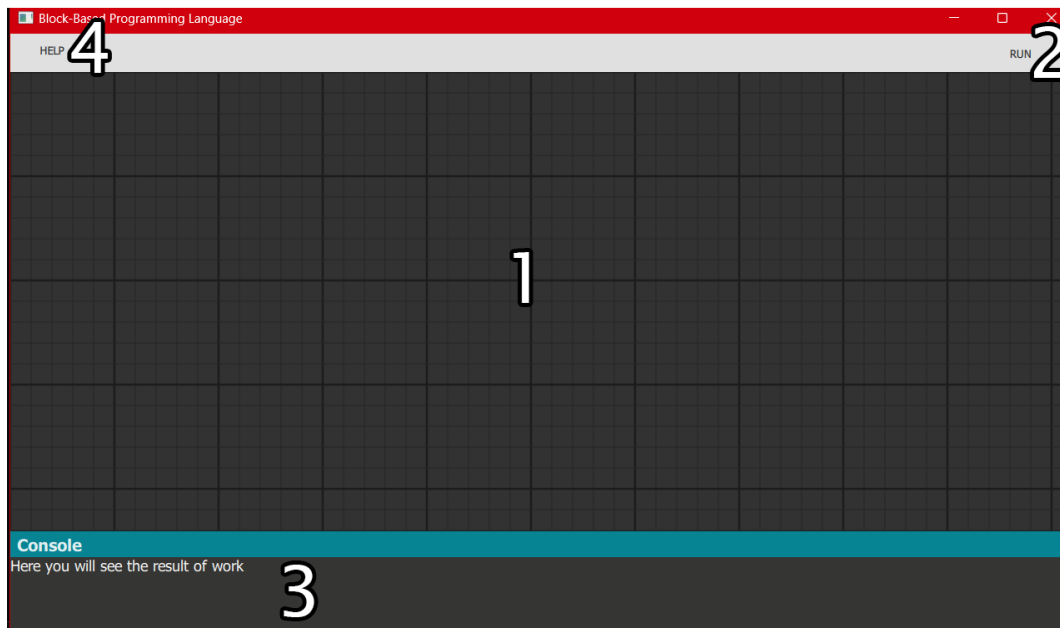 Block-Based Programming Language
HELP 4
RUN 2
1
Console
Here you will see the result of work
3